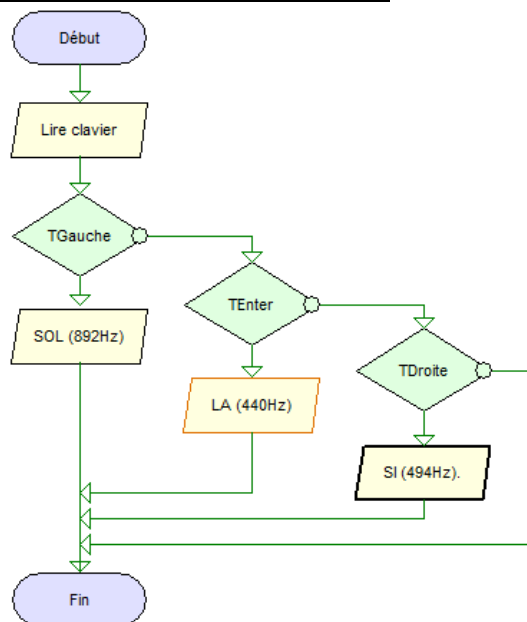 Début
Lire clavier
TGauche
TEnter
SOL (892Hz)
TDroite
LA (440Hz)
SI (494Hz).
Fin